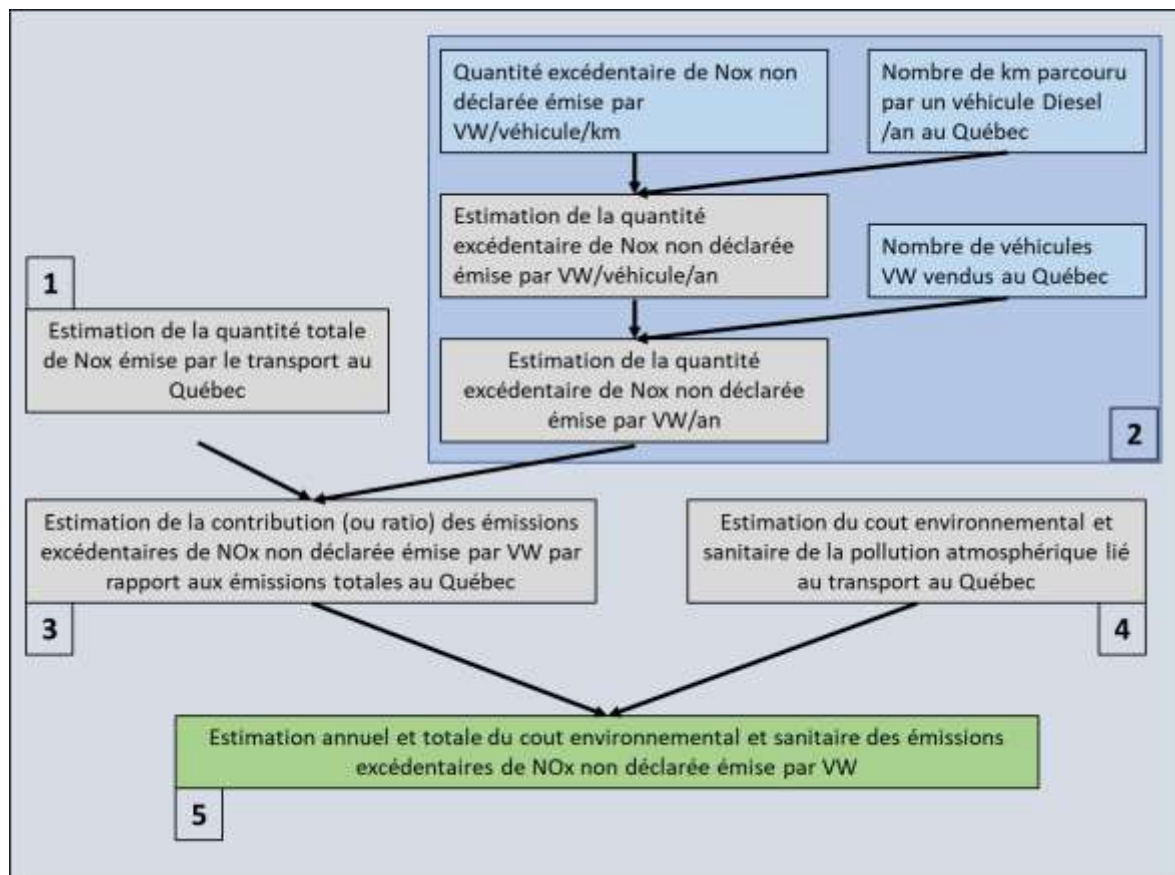 Quantité excédentaire de Nox non
déclarée émise par
VW/véhicule/km
Nombre de km parcouru
par un véhicule Diesel
/an au Québec
Estimation de la quantité
excédentaire de Nox non déclarée
émise par VW/véhicule/an
Nombre de véhicules
VW vendus au Québec
1
Estimation de la quantité totale
de Nox émise par le transport au
Québec
Estimation de la quantité
excédentaire de Nox non déclarée
émise par VW/an
2
Estimation de la contribution (ou ratio) des émissions
excédentaires de NOx non déclarée émise par VW par
rapport aux émissions totales au Québec
3
Estimation du cout environnemental et
sanitaire de la pollution atmosphérique lié
au transport au Québec
4
Estimation annuel et totale du cout environnemental et sanitaire des émissions
excédentaires de NOx non déclarée émise par VW
5